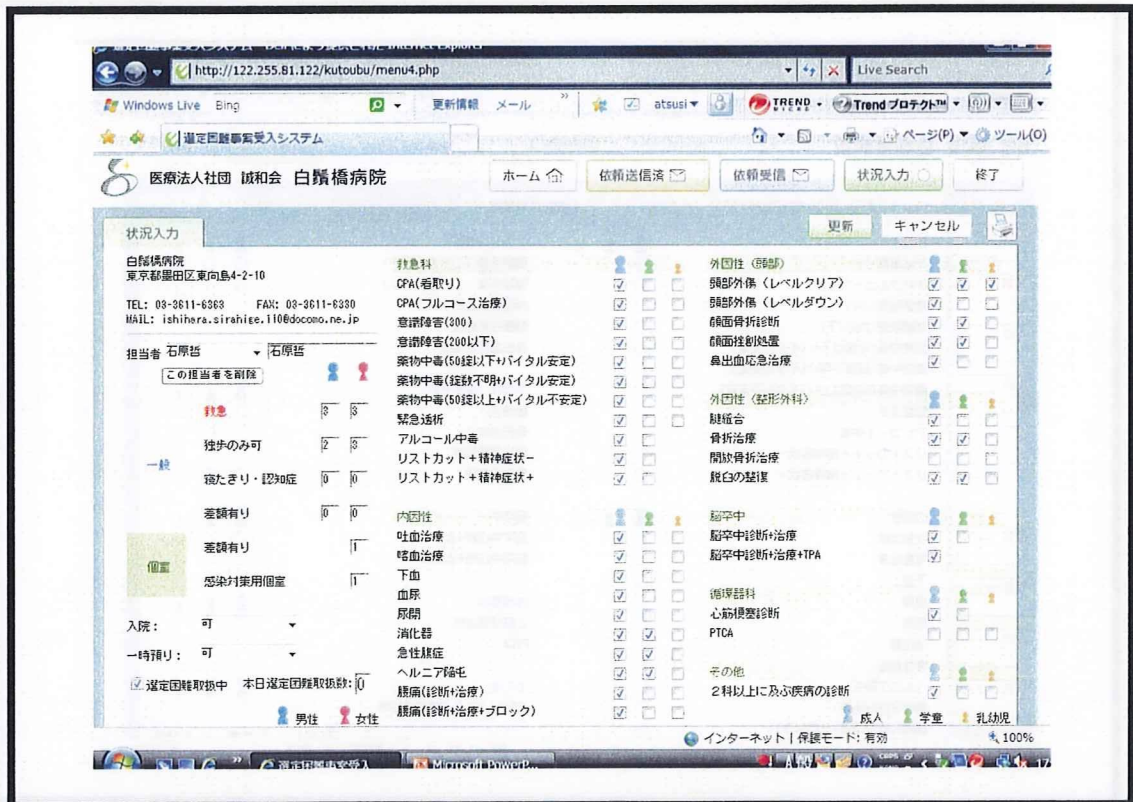 http://122.255.81.122/kutoubu/menu4.php
Live Search
Windows Live Bing
更新情報 メール
atsusi
TREND MICRO
Trend プロテクト™
選定困難事案受入システム
ページ(P) ツール(O)
医療法人社団 誠和会 白鬚橋病院
ホーム
依頼送信済
依頼受信
状況入力
終了
状況入力
更新
キャンセル
白鬚橋病院
東京都墨田区東向島4-2-10
TEL: 03-3611-6363 FAX: 03-3611-6330
MAIL: ishihara.sirahige.110@docomo.ne.jp
担当者 石原哲 石原哲
この担当者を削除
救急 3 3
一般
独歩のみ可 2 3
寝たきり・認知症 0 0
差額有り 0 0
個室
差額有り 1
感染対策用個室 1
入院: 可
一時預り: 可
選定困難取扱中 本日選定困難取扱数: 0
男性 女性
救急科
CPA(看取り)
CPA(フルコース治療)
意識障害(300)
意識障害(200以下)
薬物中毒(50錠以下+バイタル安定)
薬物中毒(錠数不明+バイタル安定)
薬物中毒(50錠以上+バイタル不安定)
緊急透析
アルコール中毒
リストカット+精神症状-
リストカット+精神症状+
内因性
吐血治療
喀血治療
下血
血尿
尿閉
消化器
急性腹症
ヘルニア陥屯
腰痛(診断+治療)
腰痛(診断+治療+ブロック)
外因性（頭部）
頭部外傷（レベルクリア）
頭部外傷（レベルダウン）
顔面骨折診断
顔面挫創処置
鼻出血応急治療
外因性（整形外科）
腱縫合
骨折治療
開放骨折治療
脱臼の整復
脳卒中
脳卒中診断+治療
脳卒中診断+治療+TPA
循環器科
心筋梗塞診断
PTCA
その他
2科以上に及ぶ疾病の診断
成人 学童 乳幼児
インターネット | 保護モード: 有効
100%
選定困難事案受入
Microsoft PowerP...
17